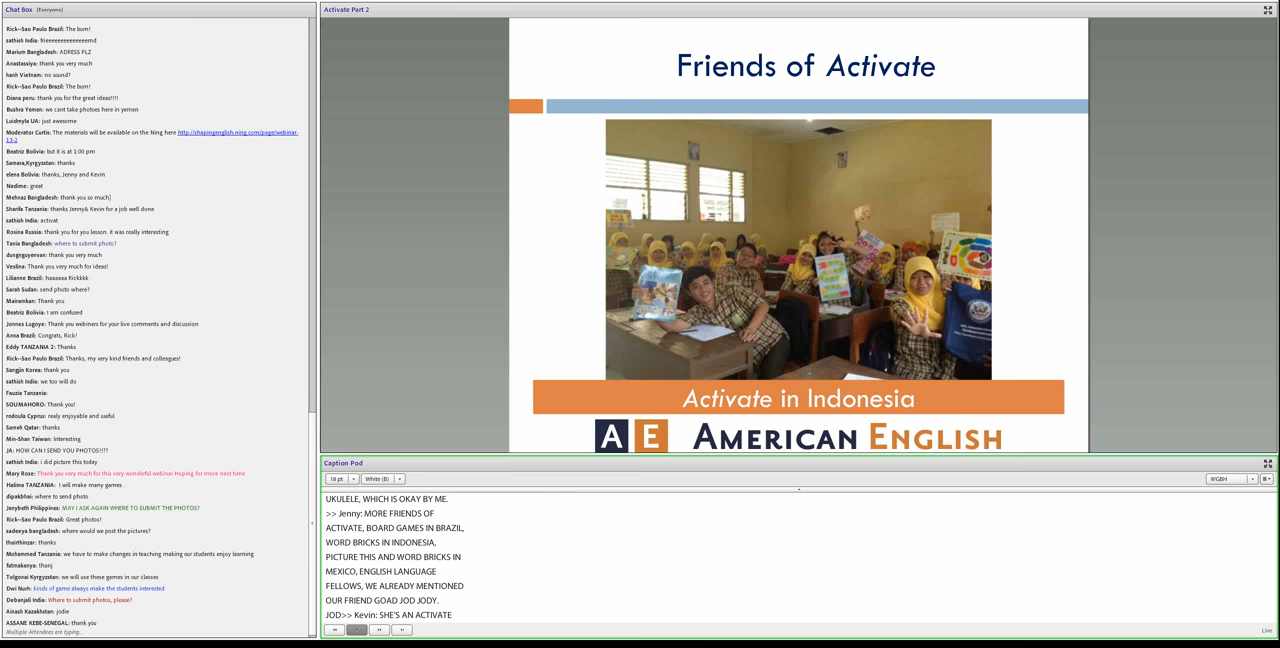 Chat Box (Everyone)
Rick--Sao Paulo Brazil: The bum!
sathish India: frieeeeeeeeeeeeeemd
Marium Bangladesh: ADRESS PLZ
Anastassiya: thank you very much
hanh Vietnam: no sound?
Rick--Sao Paulo Brazil: The bum!
Diana peru: thank you for the great ideas!!!!
Bushra Yemen: we cant take photoes here in yemen
Luidmyla UA: just awesome
Moderator Curtis: The materials will be available on the Ning here http://shapingenglish.ning.com/page/webinar-
13-2
Beatriz Bolivia: but it is at 1:00 pm
Samara,Kyrgyzstan: thanks
elena Bolivia: thanks, Jenny and Kevin
Nedime: great
Mehnaz Bangladesh: thank you so much]
Sharifa Tanzania: thanks Jenny& Kevin for a job well done
sathish India: activat
Rosina Russia: thank you for you lesson. it was really interesting
Tania Bangladesh: where to submit photo?
dungnguyenvan: thank you very much
Veslina: Thank you very much for ideas!
Lilianne Brazil: haaaaaa Rickkkk
Sarah Sudan: send photo where?
Mairamkan: Thank you
Beatriz Bolivia: I am confused
Jonnes Lugoye: Thank you webiners for your live comments and discussion
Anna Brazil: Congrats, Rick!
Eddy TANZANIA 2: Thanks
Rick--Sao Paulo Brazil: Thanks, my very kind friends and colleagues!
Sangjin Korea: thank you
sathish India: we too will do
Fauzia Tanzania:
SOUMAHORO: Thank you!
rodoula Cyprus: realy enjoyable and useful
Sameh Qatar: thanks
Min-Shan Taiwan: Interesting
JA: HOW CAN I SEND YOU PHOTOS!!??
sathish India: i did picture this today
Mary Rose: Thank you very much for this very wonderful webinar.Hoping for more next time
Halima TANZANIA: I will make many games .
dipakbhai: where to send photo
Jenybath Philippines: MAY I ASK AGAIN WHERE TO SUBMIT THE PHOTOS?
Rick--Sao Paulo Brazil: Great photos!
sadeeya bangladesh: where would we post the pictures?
thairthinzar: thanks
Mohammed Tanzania: we have to make changes in teaching making our students enjoy learning
fatmakenya: thanj
Tolgonai Kyrgyzstan: we will use these games in our classes
Dwi Nurh: kinds of game always make the students interested
Debanjali India: Where to submit photos, please?
Ainash Kazakhstan: jodie
ASSANE KEBE-SENEGAL: thank you
Multiple Attendees are typing...
Activate Part 2
Friends of Activate
Activate in Indonesia
AE AMERICAN ENGLISH
Caption Pod
18 pt White (B) WGBH
UKULELE, WHICH IS OKAY BY ME.
>> Jenny: MORE FRIENDS OF
ACTIVATE, BOARD GAMES IN BRAZIL,
WORD BRICKS IN INDONESIA,
PICTURE THIS AND WORD BRICKS IN
MEXICO, ENGLISH LANGUAGE
FELLOWS, WE ALREADY MENTIONED
OUR FRIEND GOAD JOD JODY.
JOD>> Kevin: SHE'S AN ACTIVATE
Live